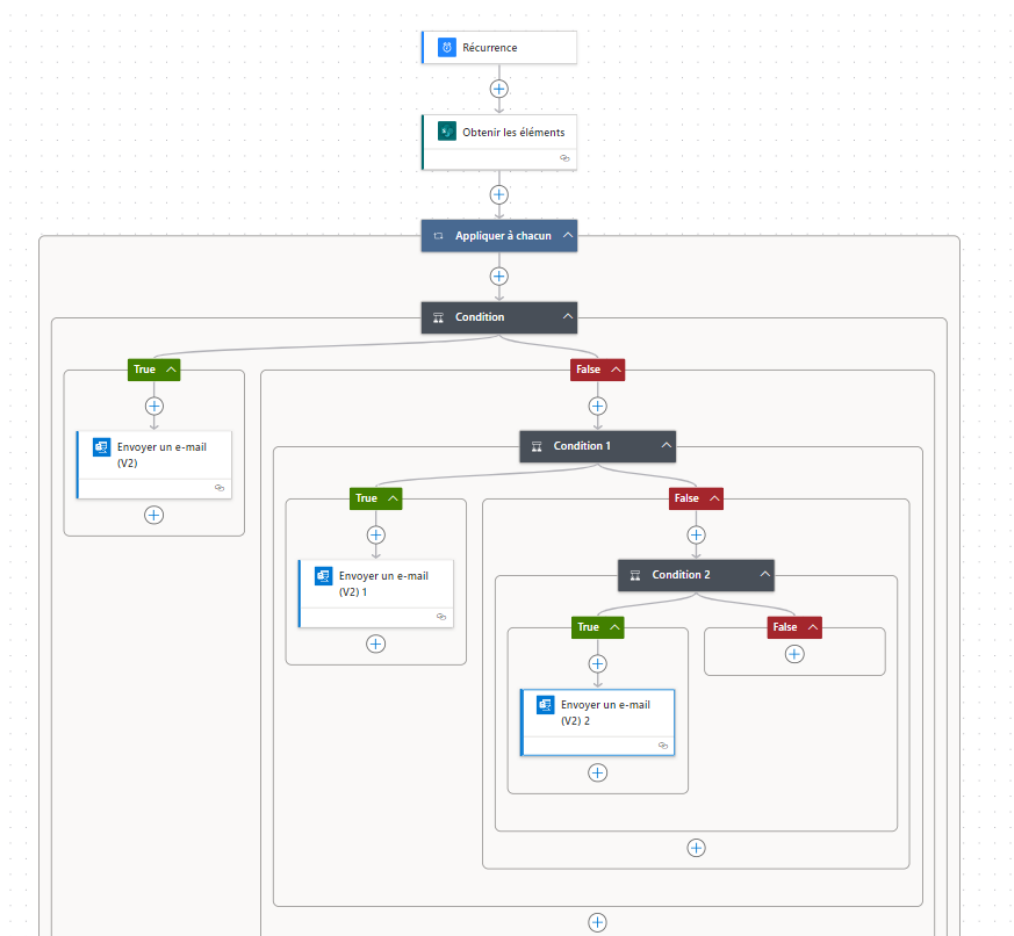 Récurrence
Obtenir les éléments
Appliquer à chacun
Condition
True
False
Envoyer un e-mail
(V2)
Condition 1
True
False
Envoyer un e-mail
(V2) 1
Condition 2
True
False
Envoyer un e-mail
(V2) 2